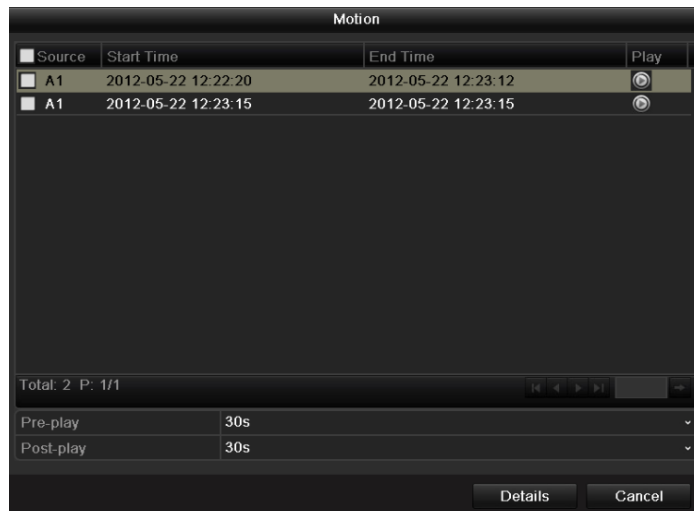 Motion
Source Start Time End Time Play
A1 2012-05-22 12:22:20 2012-05-22 12:23:12
A1 2012-05-22 12:23:15 2012-05-22 12:23:15
Total: 2 P: 1/1
Pre-play 30s
Post-play 30s
Details Cancel